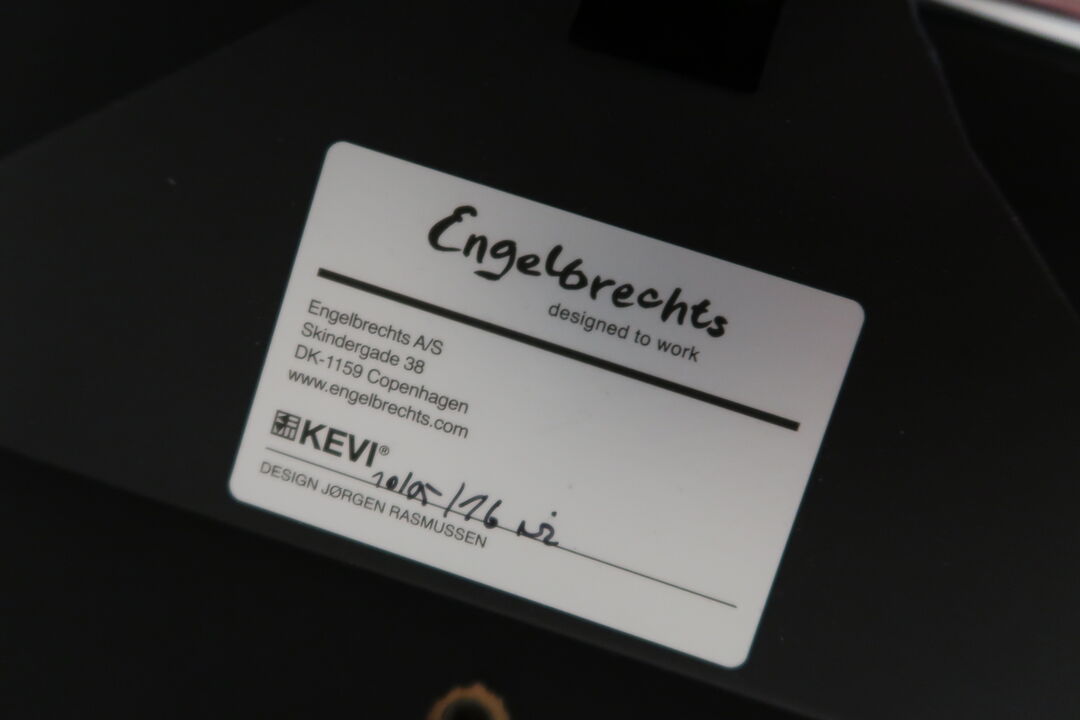 Engelbrechts
designed to work
Engelbrechts A/S
Skindergade 38
DK-1159 Copenhagen
www.engelbrechts.com
KEVI®
DESIGN JØRGEN RASMUSSEN